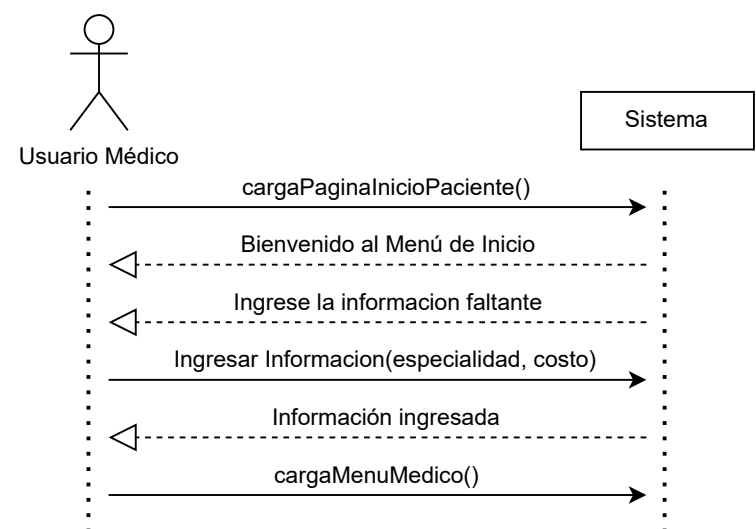 Sistema
Usuario Médico
cargaPaginaInicioPaciente()
Bienvenido al Menú de Inicio
Ingrese la informacion faltante
Ingresar Informacion(especialidad, costo)
Información ingresada
cargaMenuMedico()